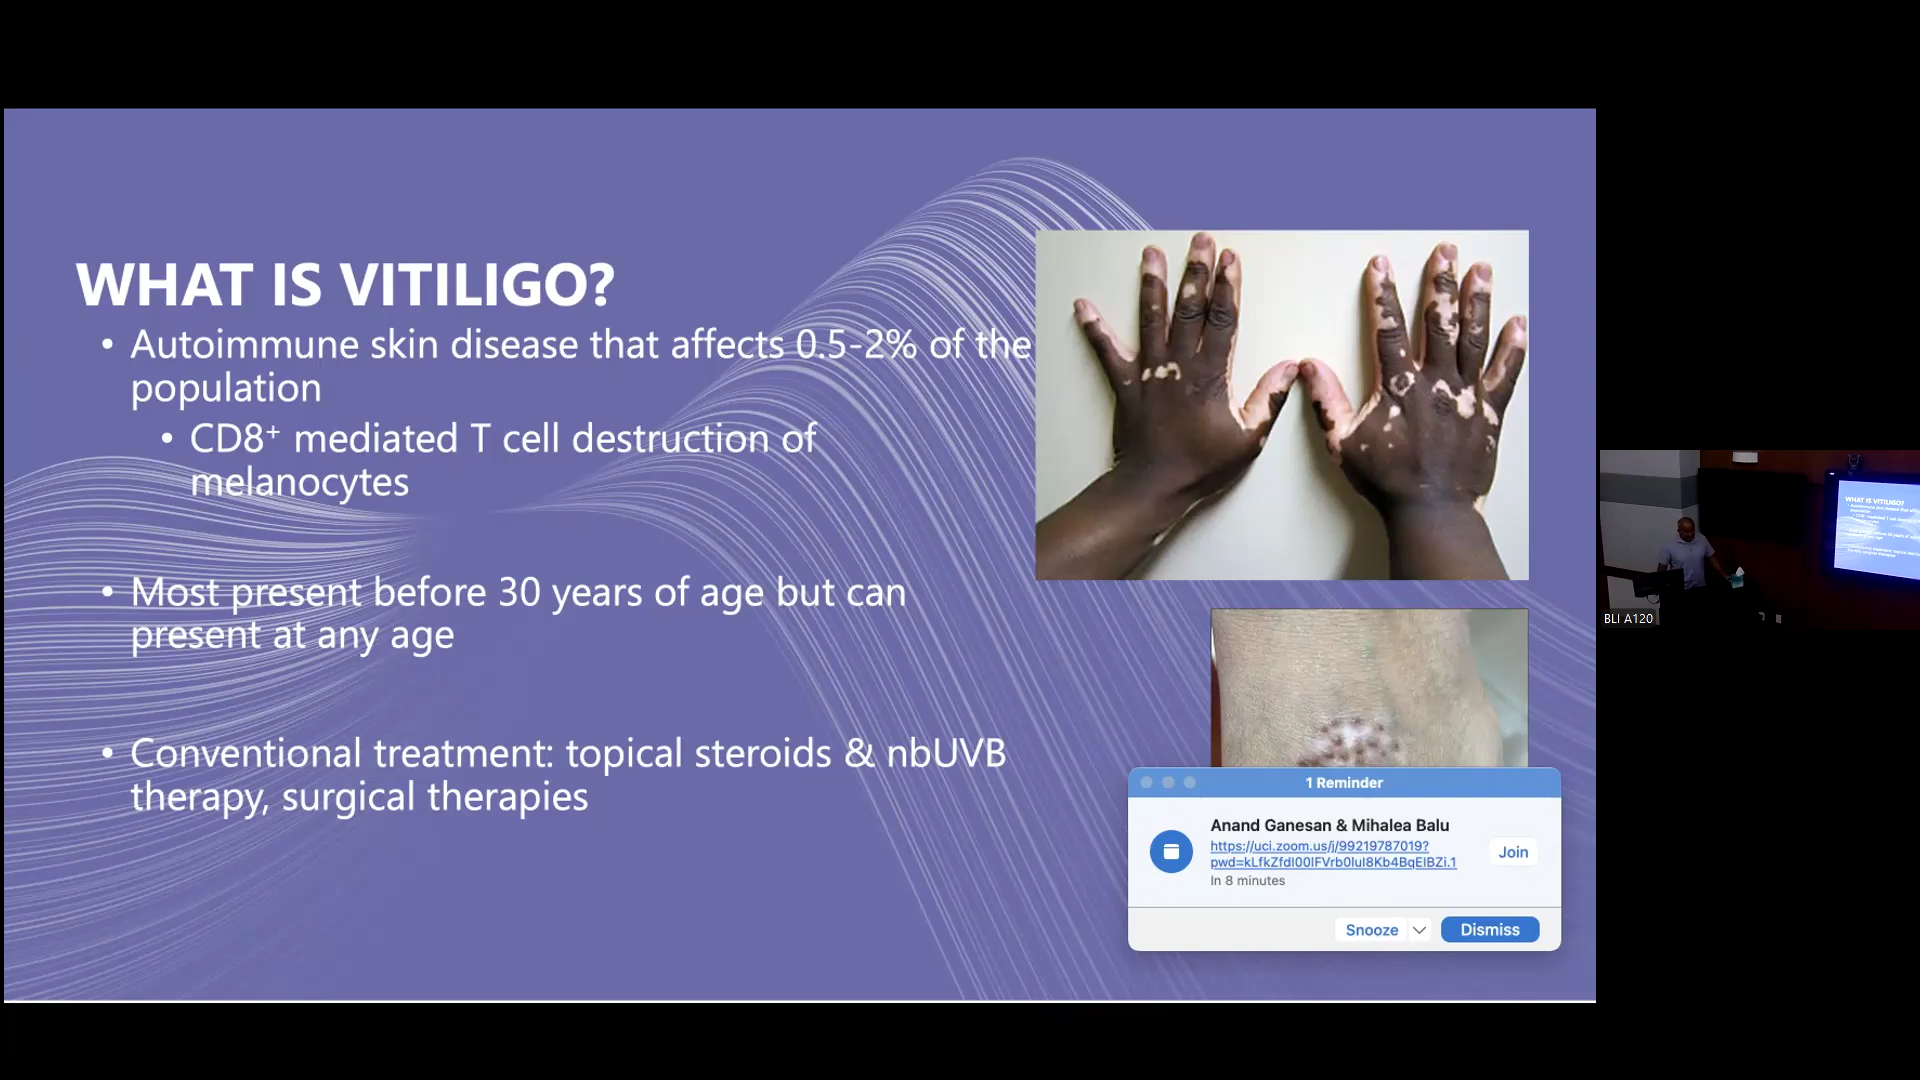 WHAT IS VITILIGO?
• Autoimmune skin disease that affects 0.5-2% of the
population
• CD8⁺ mediated T cell destruction of
melanocytes
• Most present before 30 years of age but can
present at any age
• Conventional treatment: topical steroids & nbUVB
therapy, surgical therapies
1 Reminder
Anand Ganesan & Mihalea Balu
https://uci.zoom.us/j/99219787019?
In 8 minutes
Join
Snooze
Dismiss
WHAT IS VITILIGO?
BLI A120